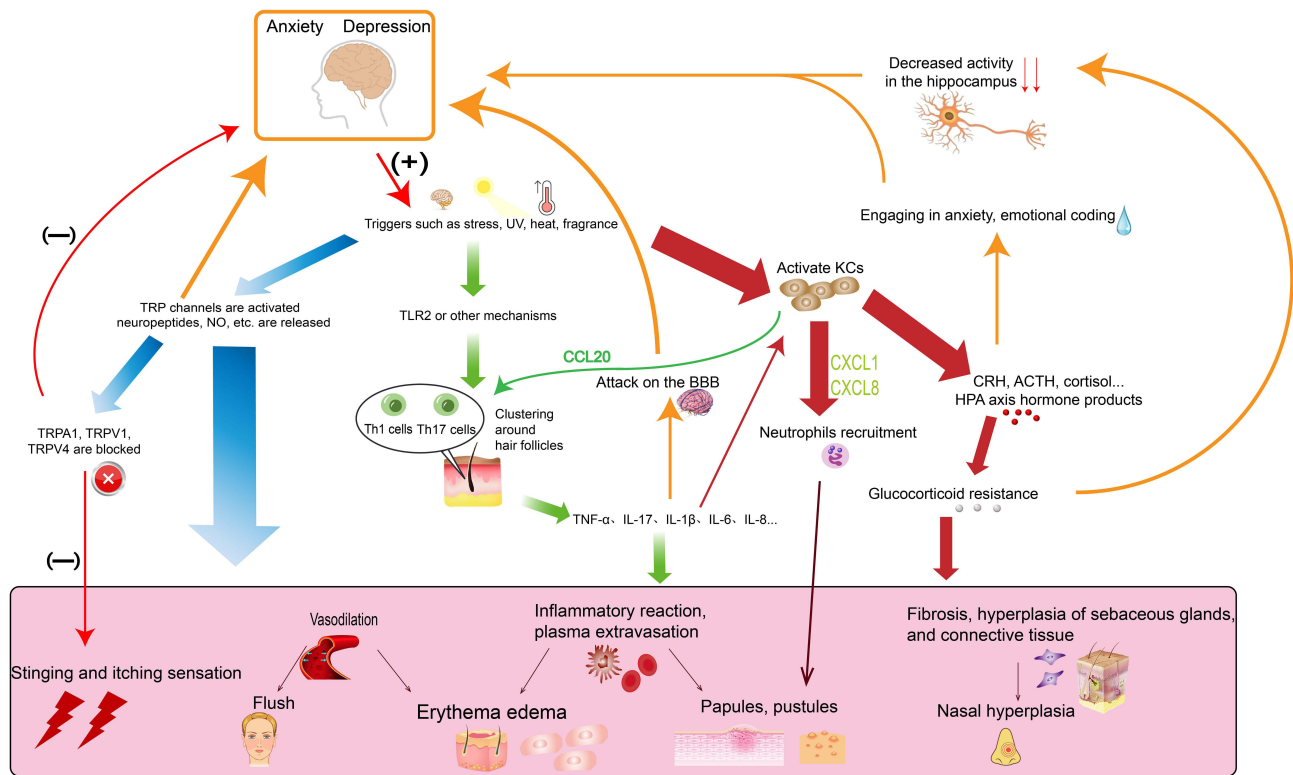 Anxiety Depression
Decreased activity
in the hippocampus
(+)
Triggers such as stress, UV, heat, fragrance
Engaging in anxiety, emotional coding
(—)
Activate KCs
TRP channels are activated
neuropeptides, NO, etc. are released
TLR2 or other mechanisms
CCL20
CXCL1
CXCL8
Attack on the BBB
CRH, ACTH, cortisol...
HPA axis hormone products
Th1 cells Th17 cells
Clustering
around
hair follicles
TRPA1, TRPV1,
TRPV4 are blocked
Neutrophils recruitment
Glucocorticoid resistance
TNF-α、IL-17、IL-1β、IL-6、IL-8...
(—)
Vasodilation
Inflammatory reaction,
plasma extravasation
Fibrosis, hyperplasia of sebaceous glands,
and connective tissue
Stinging and itching sensation
Flush
Erythema edema
Papules, pustules
Nasal hyperplasia